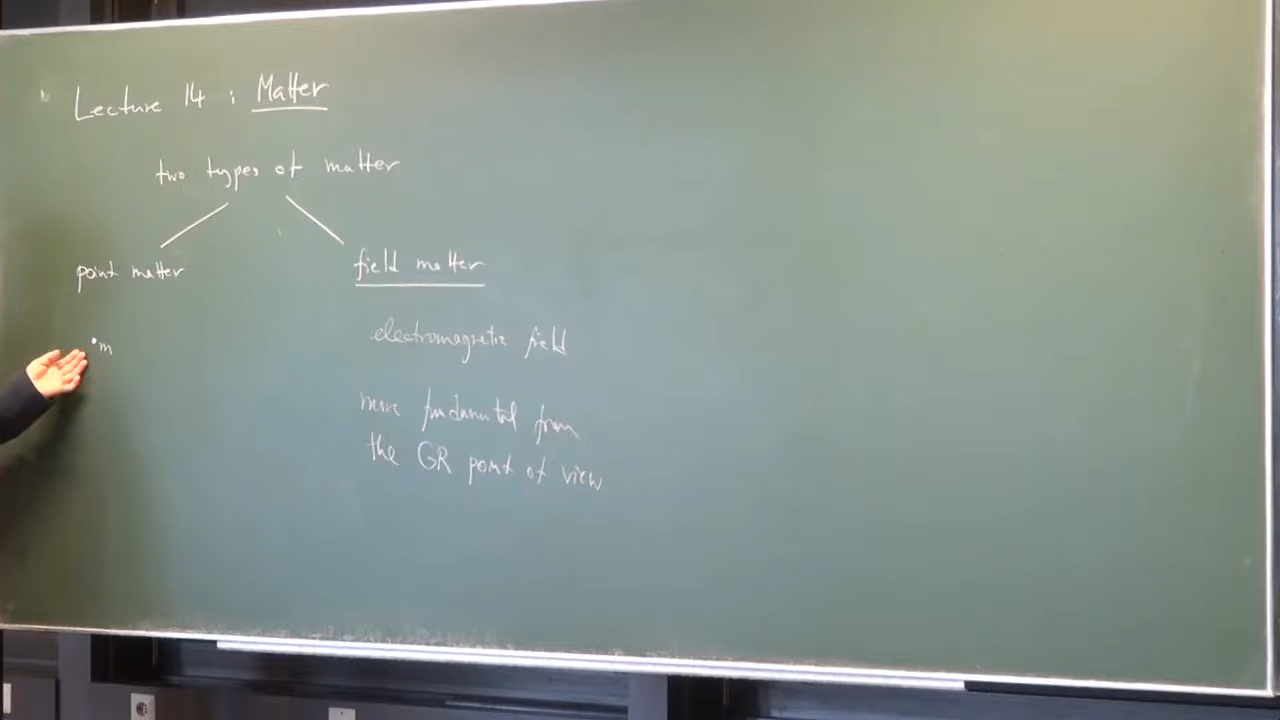 Lecture 14 : Matter
two types of matter
point matter
field matter
electromagnetic field
•m
more fundamental from
the GR point of view